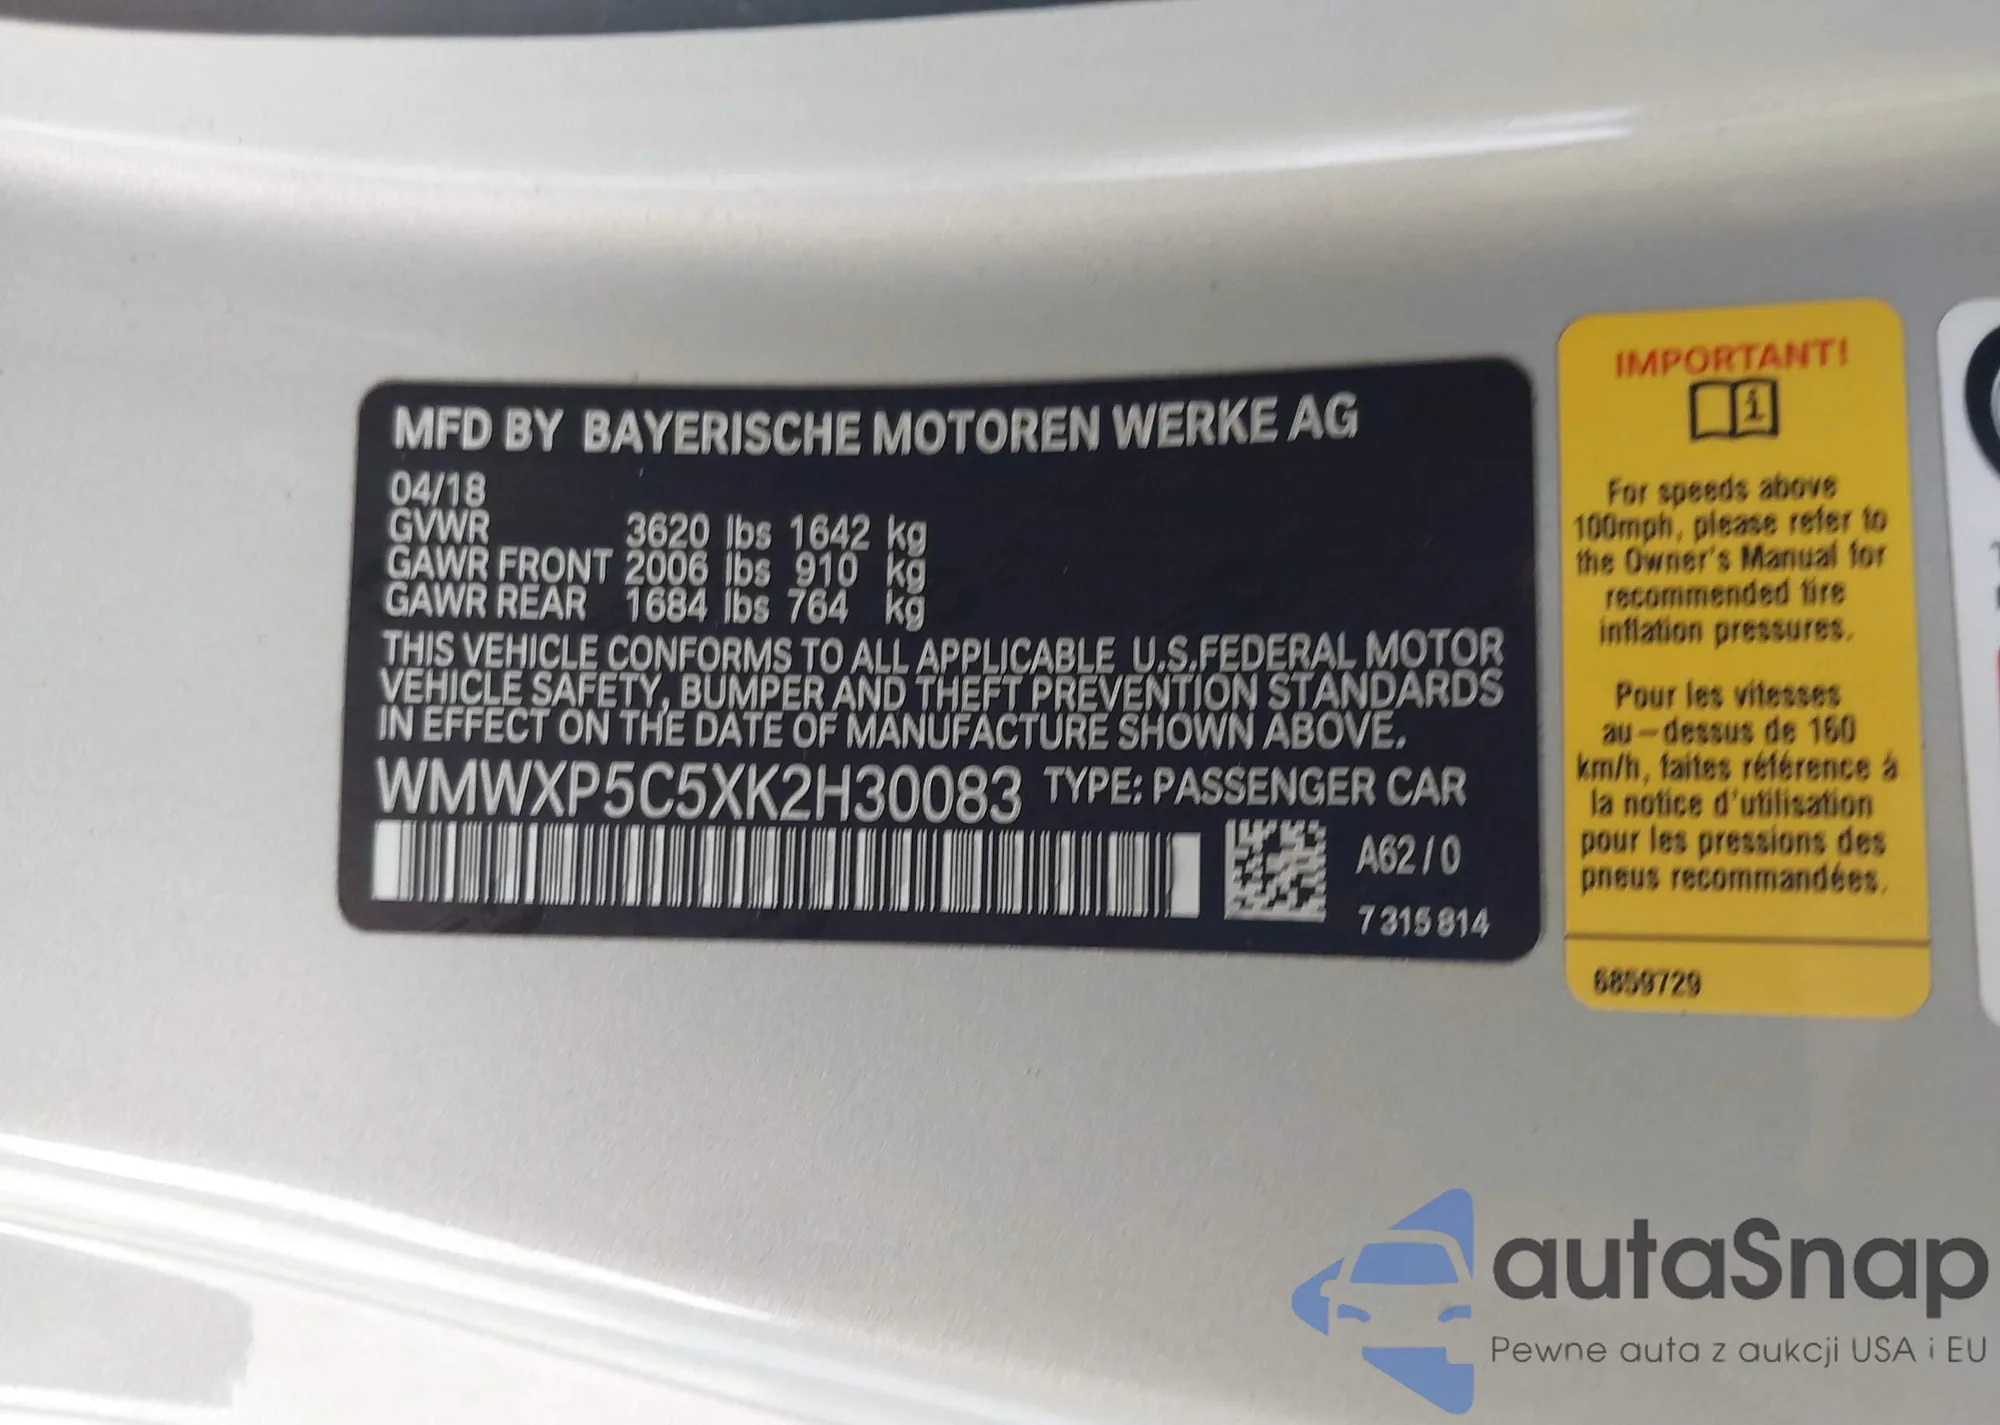 MFD BY BAYERISCHE MOTOREN WERKE AG
04/18
GVWR 3620 lbs 1642 kg
GAWR FRONT 2006 lbs 910 kg
GAWR REAR 1684 lbs 764 kg
THIS VEHICLE CONFORMS TO ALL APPLICABLE U.S.FEDERAL MOTOR
VEHICLE SAFETY, BUMPER AND THEFT PREVENTION STANDARDS
IN EFFECT ON THE DATE OF MANUFACTURE SHOWN ABOVE.
WMWXP5C5XK2H30083 TYPE: PASSENGER CAR
A62/0
7315814
IMPORTANT!
i
For speeds above
100mph, please refer to
the Owner's Manual for
recommended tire
inflation pressures.
Pour les vitesses
au-dessus de 160
km/h, faites référence à
la notice d'utilisation
pour les pressions des
pneus recommandées.
6859729
autaSnap
Pewne auta z aukcji USA i EU